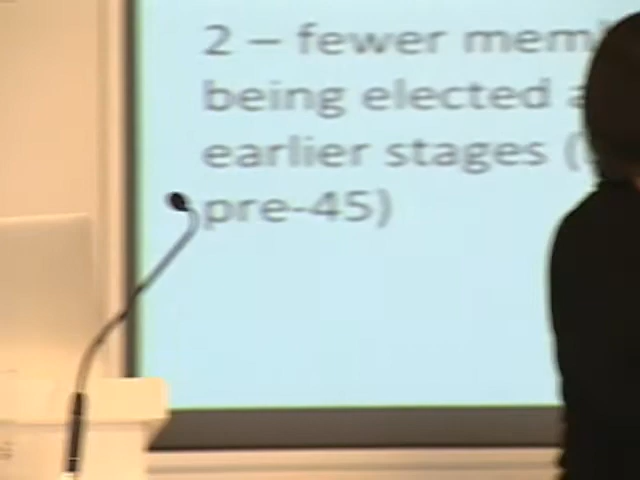 2 – fewer
being elected
earlier stages (
pre-45)